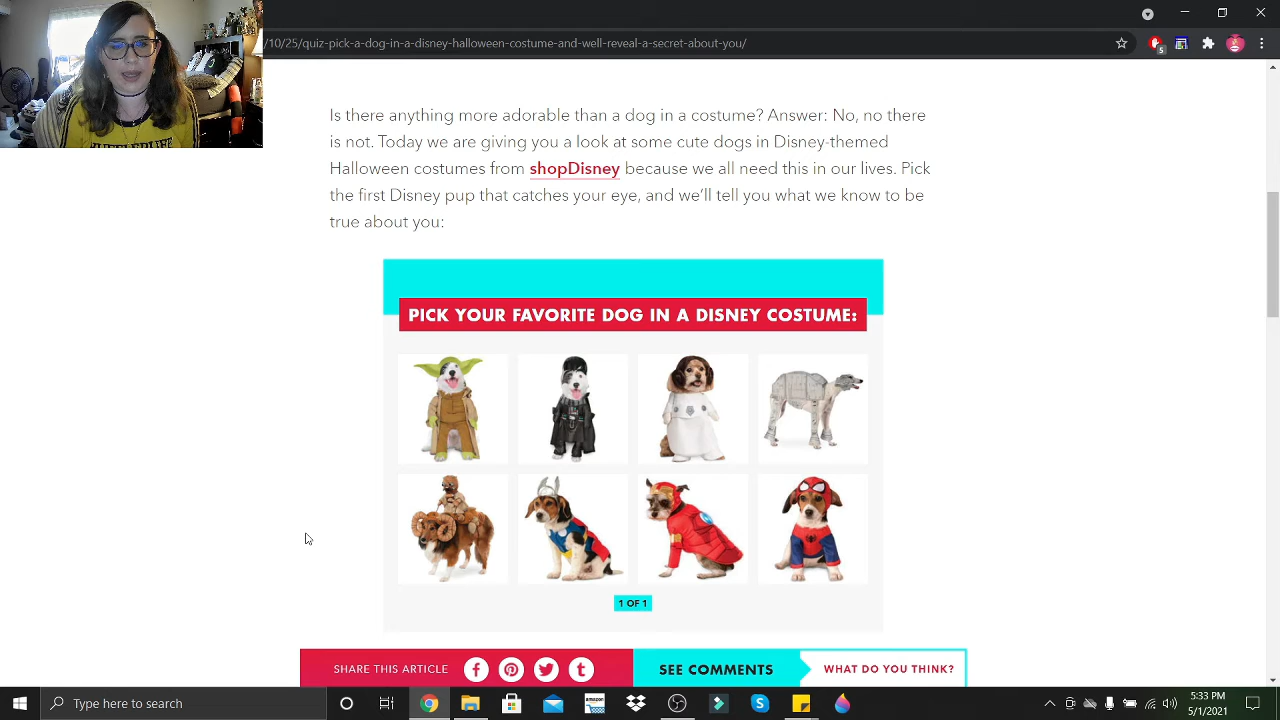 /10/25/quiz-pick-a-dog-in-a-disney-halloween-costume-and-well-reveal-a-secret-about-you/
5
HUFFLEPUFF
Is there anything more adorable than a dog in a costume? Answer: No, no there
is not. Today we are giving you a look at some cute dogs in Disney-themed
Halloween costumes from shopDisney because we all need this in our lives. Pick
the first Disney pup that catches your eye, and we’ll tell you what we know to be
true about you:
PICK YOUR FAVORITE DOG IN A DISNEY COSTUME:
1 OF 1
SHARE THIS ARTICLE
SEE COMMENTS
WHAT DO YOU THINK?
Type here to search
amazon
5:33 PM
5/1/2021